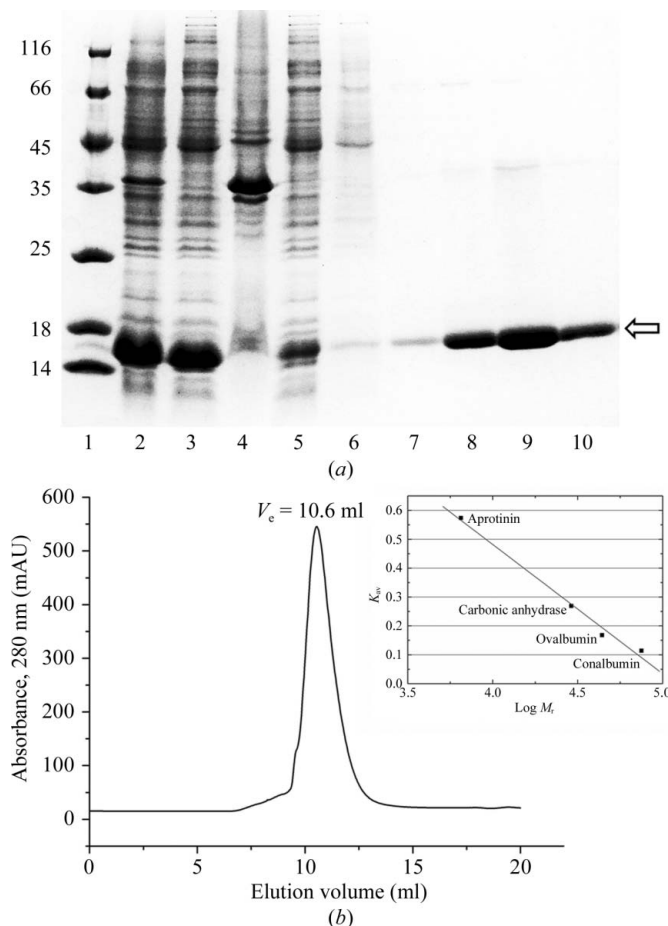 116
66
45
35
25
18
14
1 2 3 4 5 6 7 8 9 10
(a)
600
500
400
300
200
100
0
Absorbance, 280 nm (mAU)
Vₑ = 10.6 ml
0 5 10 15 20
Elution volume (ml)
0.6
0.5
0.4
0.3
0.2
0.1
0.0
Kₐᵥ
Aprotinin
Carbonic anhydrase
Ovalbumin
Conalbumin
3.5 4.0 4.5 5.0
Log Mᵣ
(b)